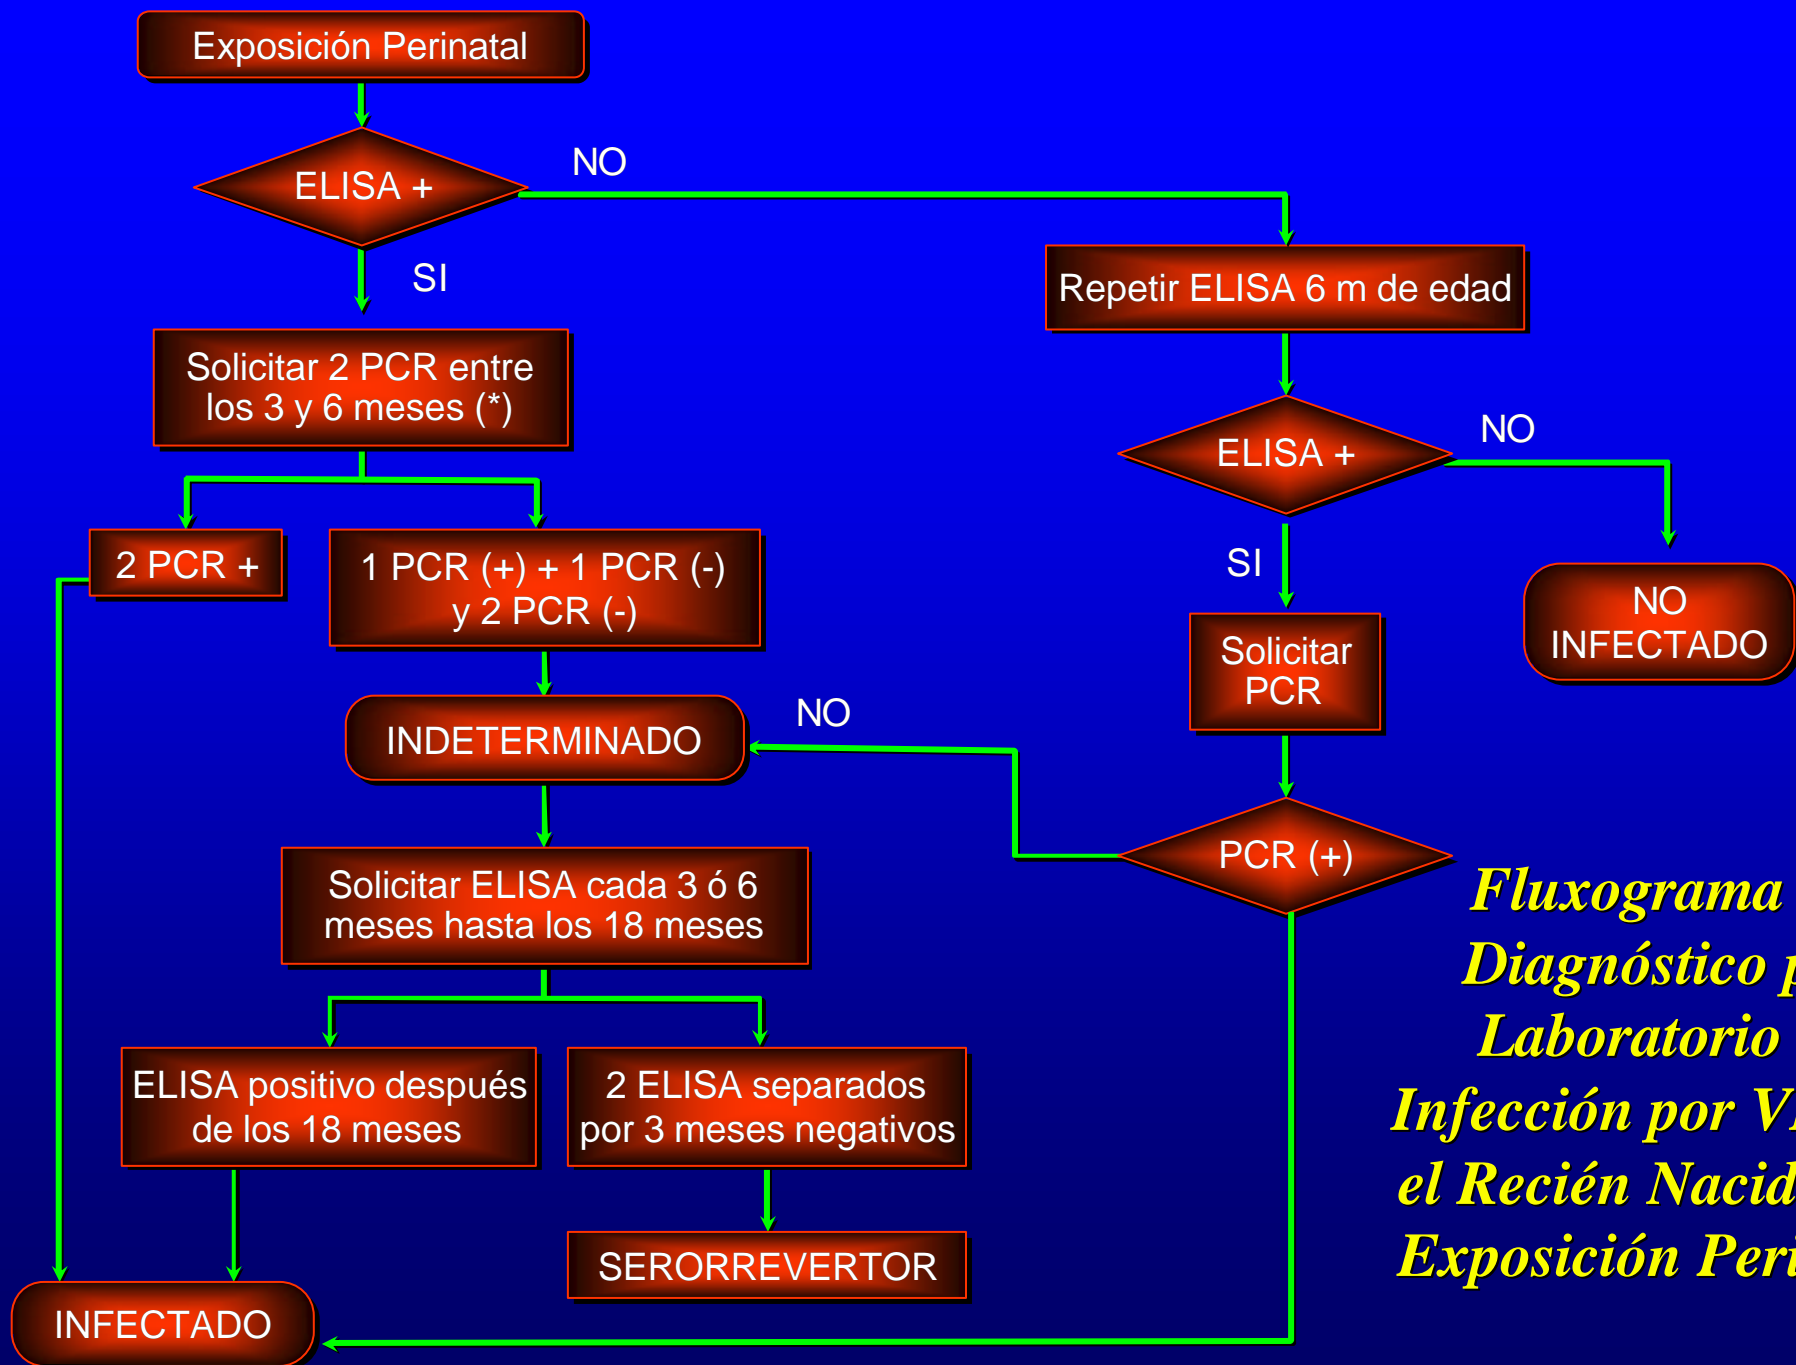 Exposición Perinatal
ELISA +
NO
SI
Repetir ELISA 6 m de edad
Solicitar 2 PCR entre
los 3 y 6 meses (*)
ELISA +
NO
SI
2 PCR +
1 PCR (+) + 1 PCR (-)
y 2 PCR (-)
NO
INFECTADO
Solicitar
PCR
INDETERMINADO
NO
PCR (+)
Solicitar ELISA cada 3 ó 6
meses hasta los 18 meses
ELISA positivo después
de los 18 meses
2 ELISA separados
por 3 meses negativos
SERORREVERTOR
INFECTADO
Fluxograma
Diagnóstico
Laboratorio
Infección por
el Recién
Exposición